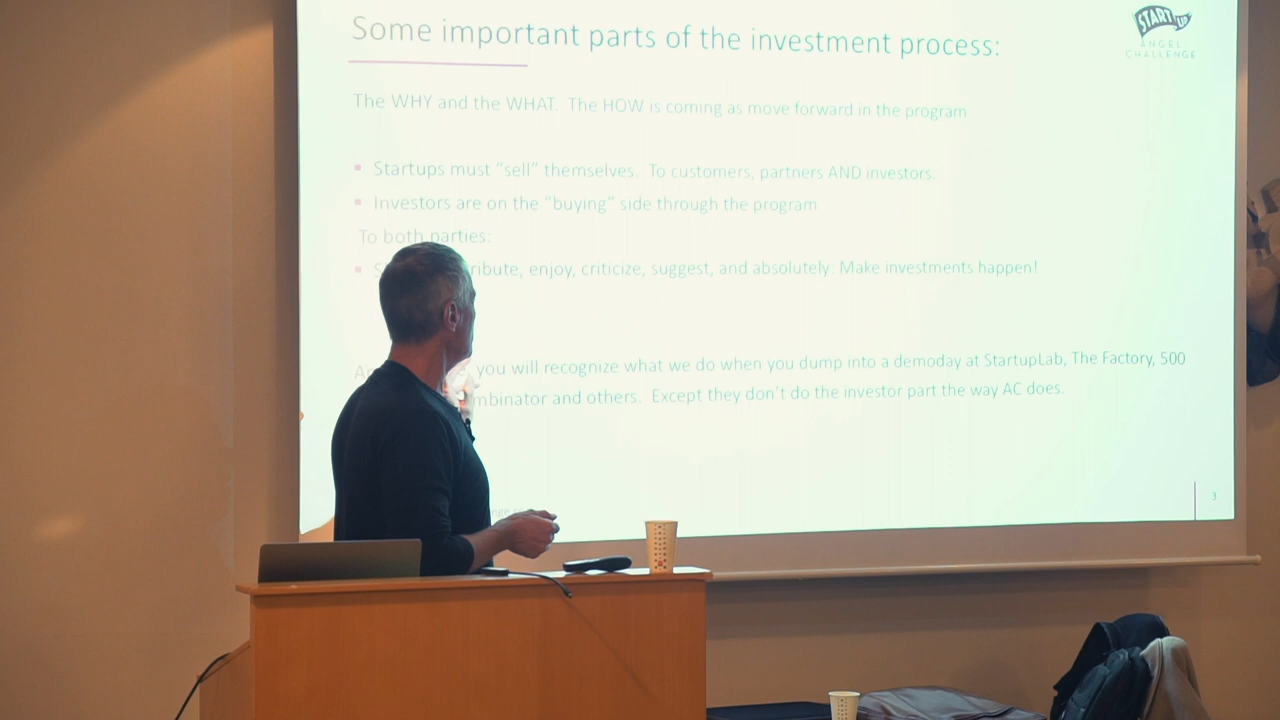 Some important parts of the investment process:
START UP
ANGEL
CHALLENGE
The WHY and the WHAT. The HOW is coming as move forward in the program
Startups must "sell" themselves. To customers, partners AND investors.
Investors are on the "buying" side through the program
To both parties:
enjoy, criticize, suggest, and absolutely: Make investments happen!
you will recognize what we do when you dump into a demoday at StartupLab, The Factory, 500
and others. Except they don't do the investor part the way AC does.
3